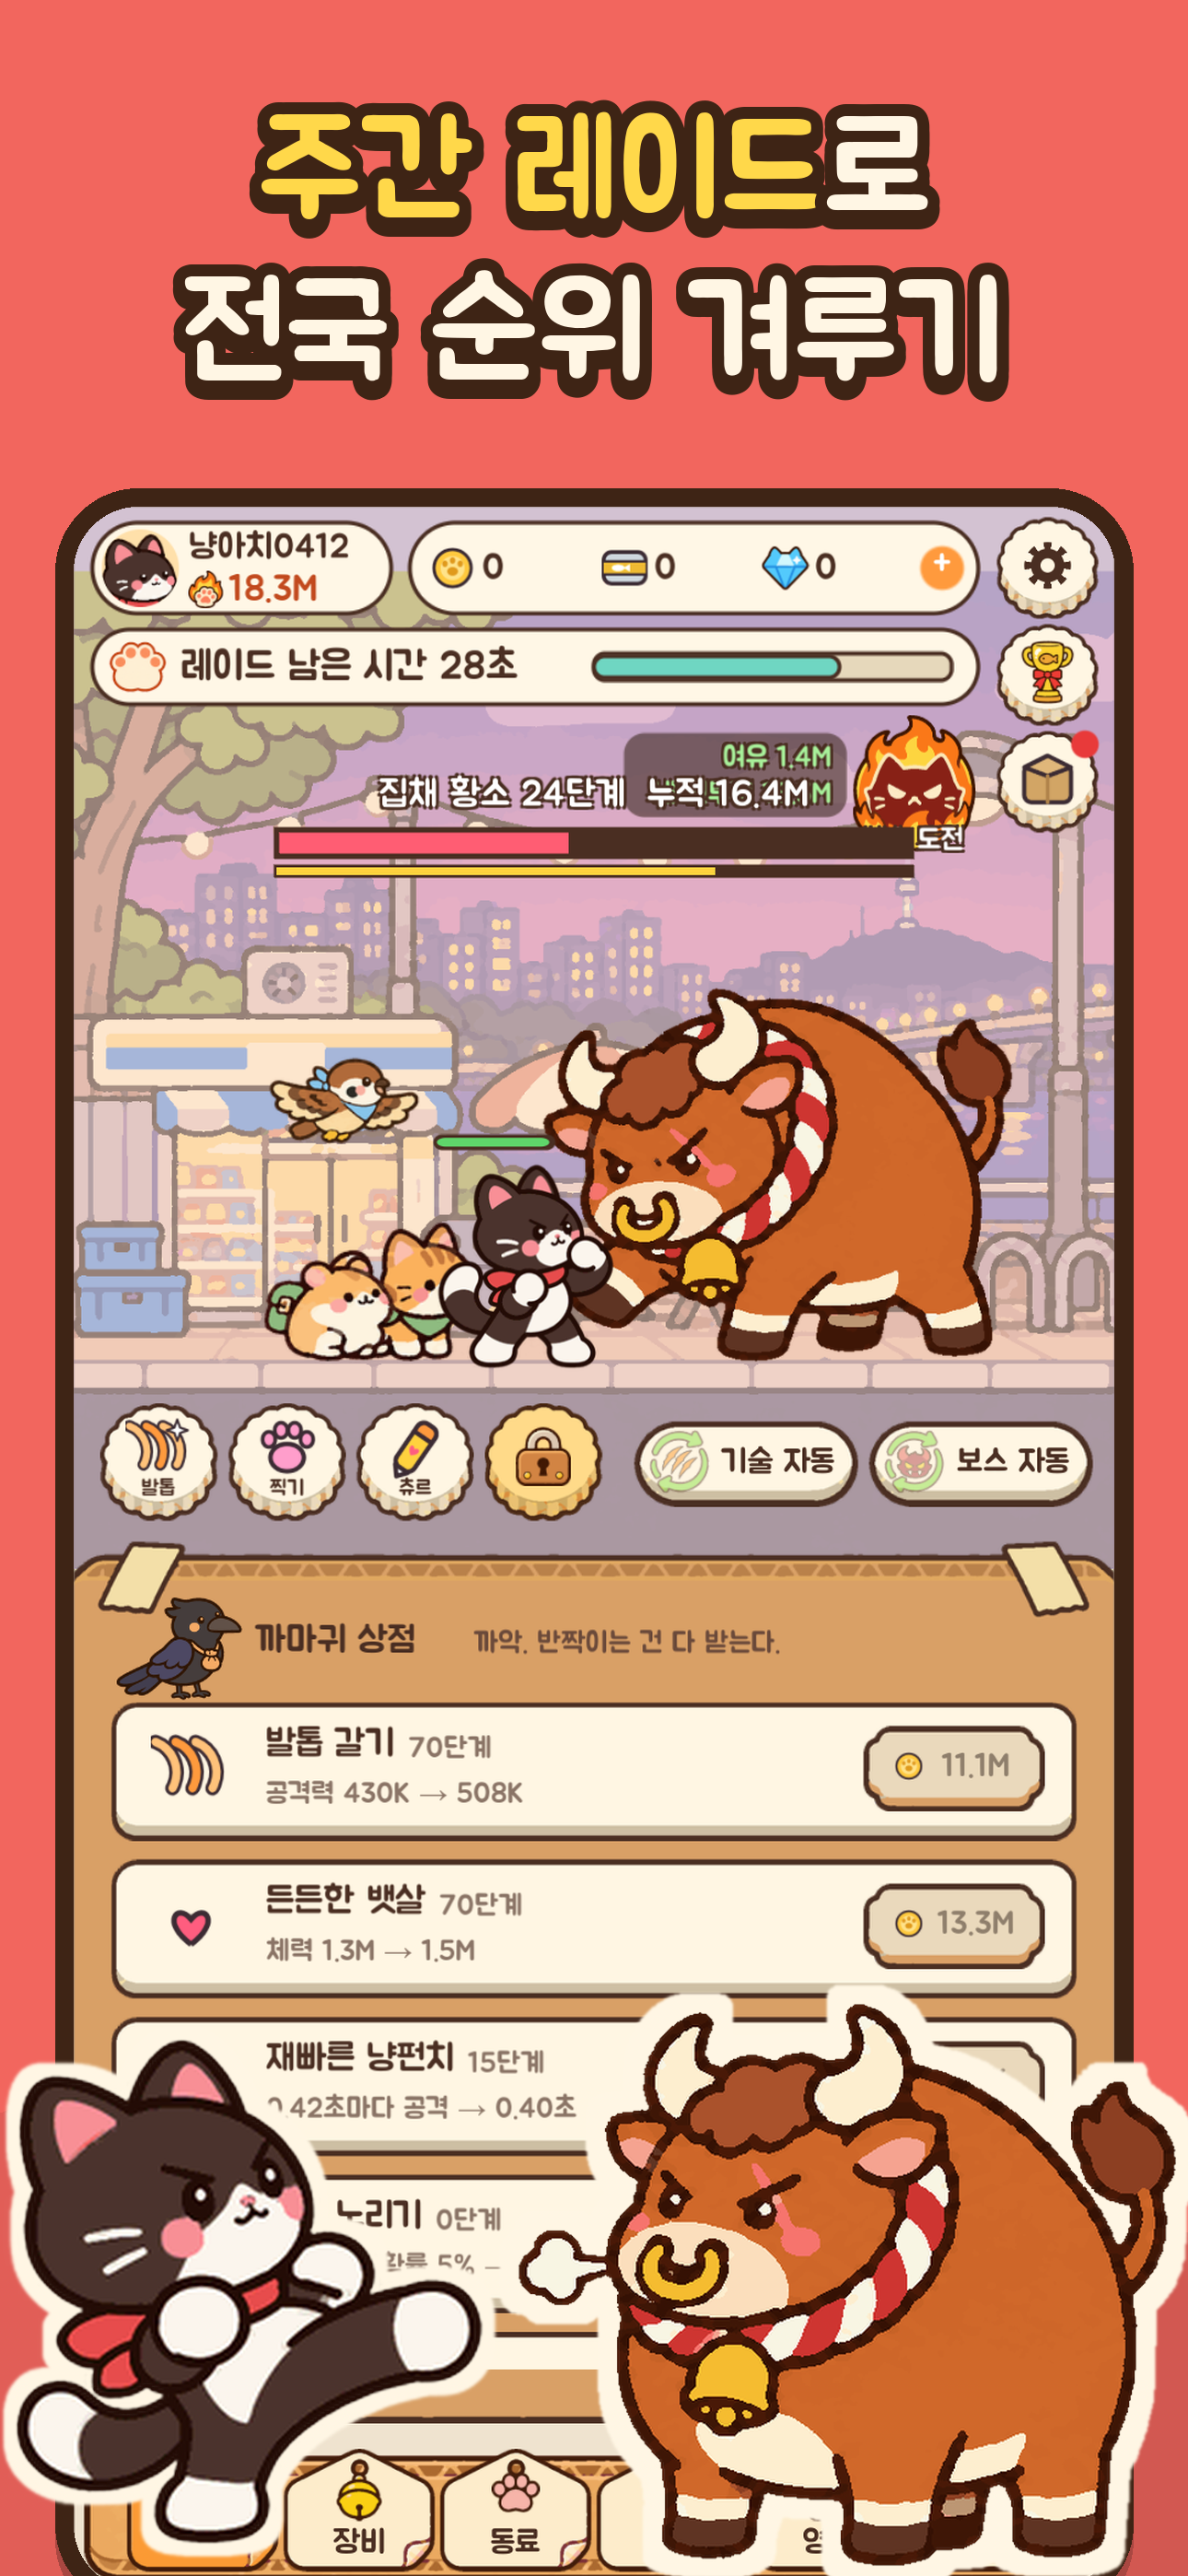 주간 레이드로
전국 순위 겨루기
냥아치0412
18.3M
0
0
0
레이드 남은 시간 28초
여유 1.4M
집채 황소 24단계 누적 16.4M
도전
발톱
찍기
츄르
기술 자동
보스 자동
까마귀 상점
까악. 반짝이는 건 다 받는다.
발톱 갈기 70단계
공격력 430K → 508K
11.1M
든든한 뱃살 70단계
체력 1.3M → 1.5M
13.3M
재빠른 냥펀치 15단계
0.42초마다 공격 → 0.40초
노리기 0단계
확률 5% →
장비
동료